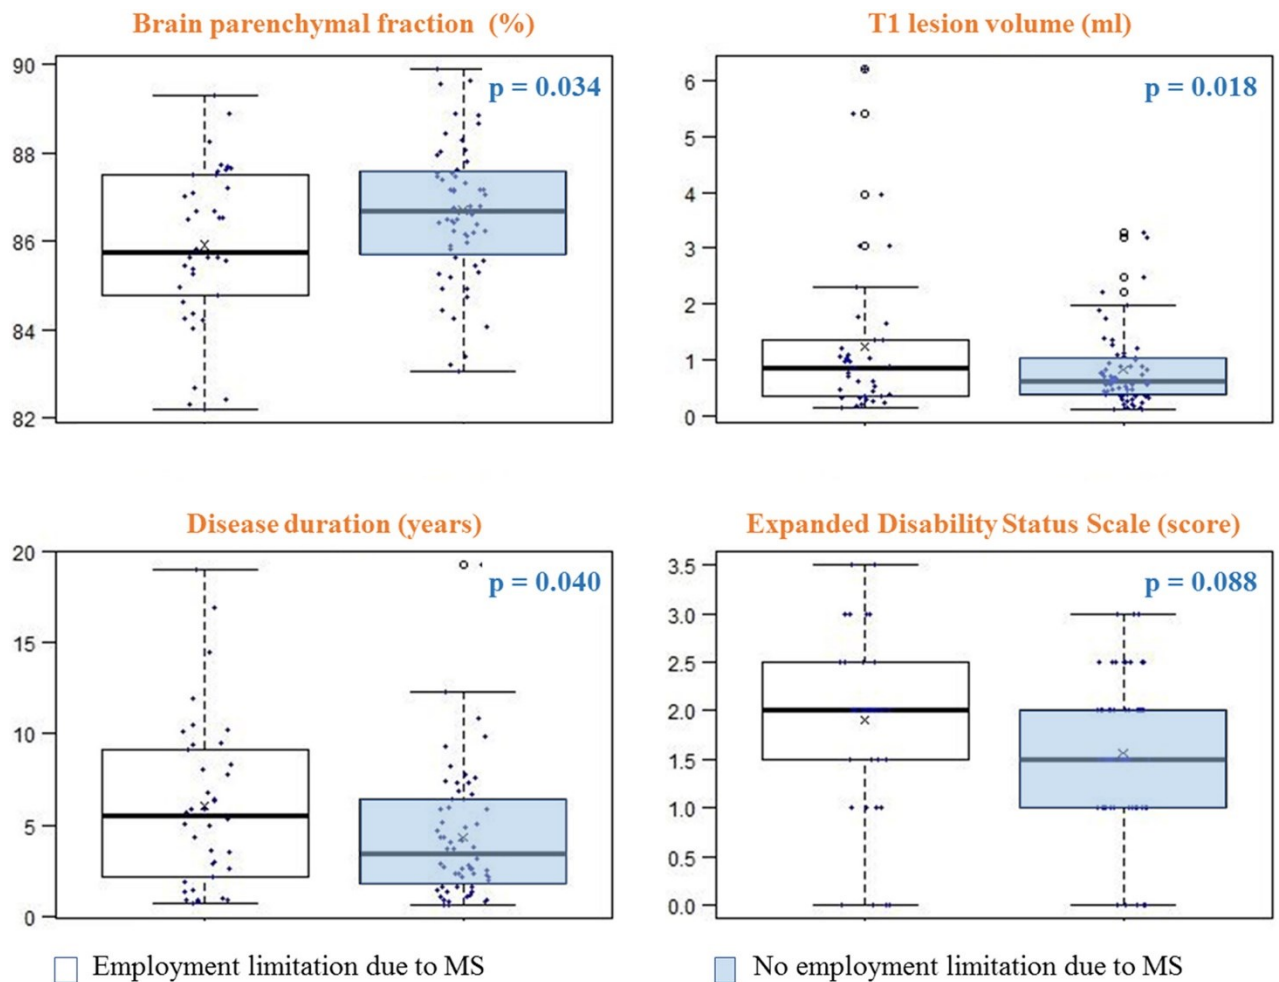 Brain parenchymal fraction (%)
T1 lesion volume (ml)
90
88
86
84
82
p = 0.034
6
5
4
3
2
1
0
p = 0.018
Disease duration (years)
Expanded Disability Status Scale (score)
20
15
10
5
0
p = 0.040
3.5
3.0
2.5
2.0
1.5
1.0
0.5
0.0
p = 0.088
Employment limitation due to MS
No employment limitation due to MS